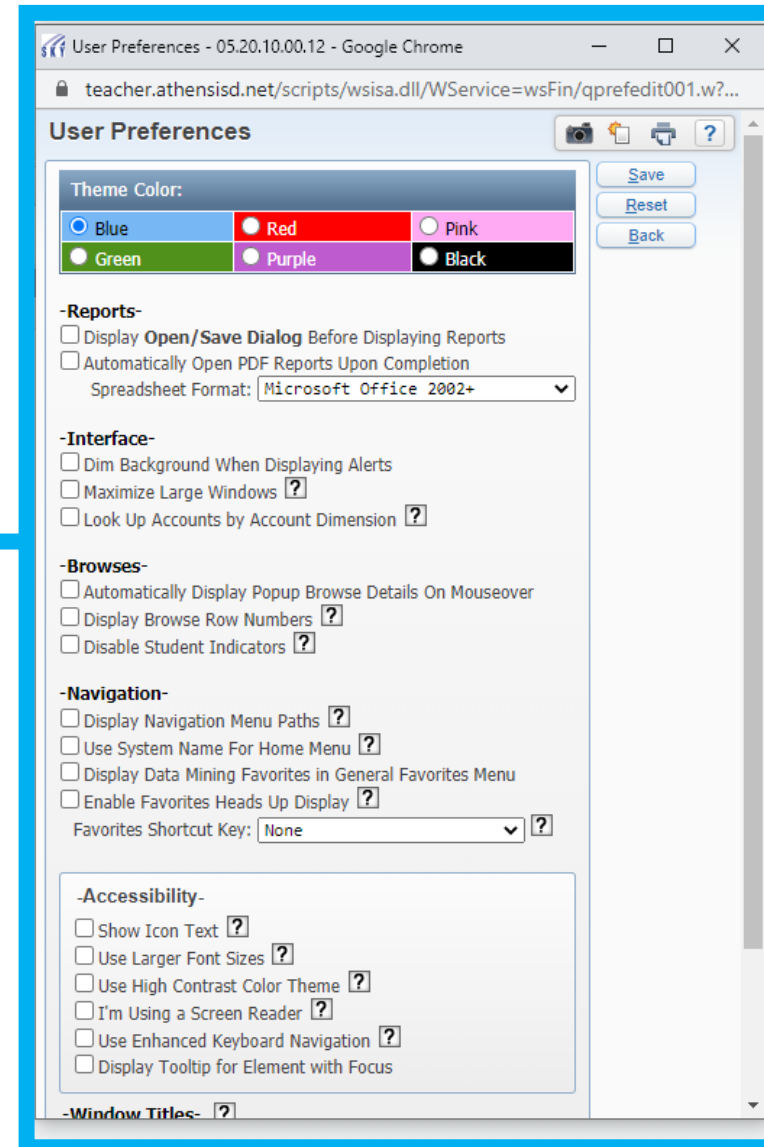 SKY User Preferences - 05.20.10.00.12 - Google Chrome
teacher.athensisd.net/scripts/wsisa.dll/WService=wsFin/qprefedit001.w?...
User Preferences ?
Save
Reset
Back
Theme Color:
Blue Red Pink
Green Purple Black
-Reports-
Display Open/Save Dialog Before Displaying Reports
Automatically Open PDF Reports Upon Completion
Spreadsheet Format: Microsoft Office 2002+
-Interface-
Dim Background When Displaying Alerts
Maximize Large Windows ?
Look Up Accounts by Account Dimension ?
-Browses-
Automatically Display Popup Browse Details On Mouseover
Display Browse Row Numbers ?
Disable Student Indicators ?
-Navigation-
Display Navigation Menu Paths ?
Use System Name For Home Menu ?
Display Data Mining Favorites in General Favorites Menu
Enable Favorites Heads Up Display ?
Favorites Shortcut Key: None ?
-Accessibility-
Show Icon Text ?
Use Larger Font Sizes ?
Use High Contrast Color Theme ?
I'm Using a Screen Reader ?
Use Enhanced Keyboard Navigation ?
Display Tooltip for Element with Focus
-Window Titles- ?